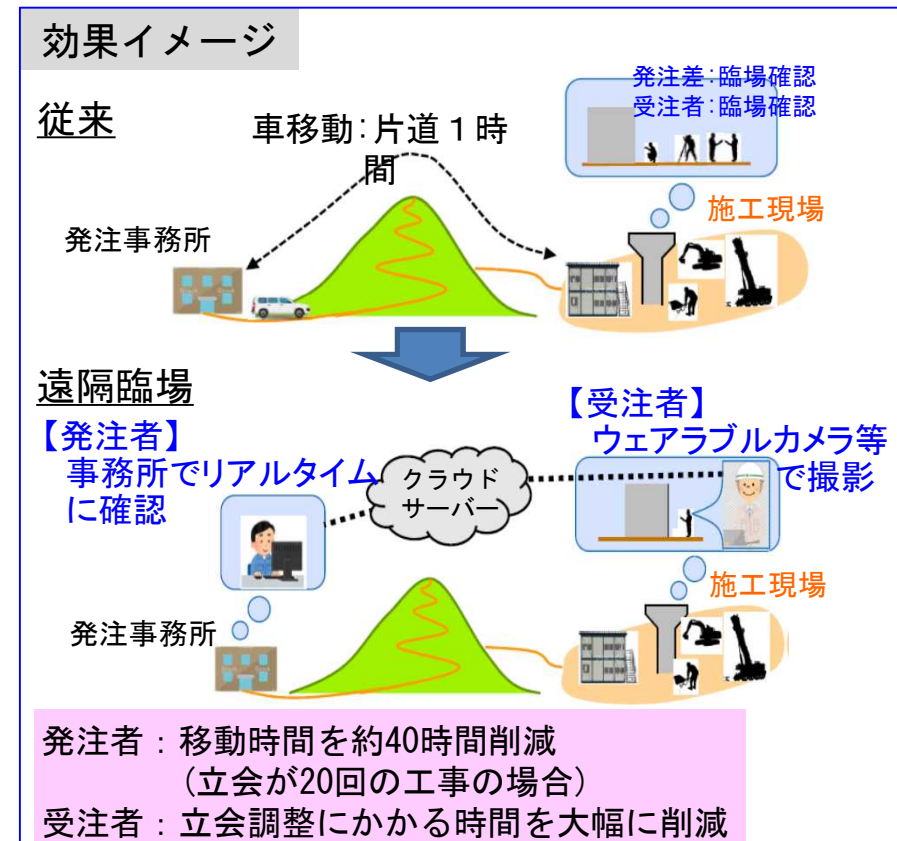 効果イメージ
発注差：臨場確認
受注者：臨場確認
従来
車移動：片道１時
間
施工現場
発注事務所
遠隔臨場
【発注者】
事務所でリアルタイム
に確認
クラウド
サーバー
【受注者】
ウェアラブルカメラ等
で撮影
施工現場
発注事務所
発注者：移動時間を約40時間削減
（立会が20回の工事の場合）
受注者：立会調整にかかる時間を大幅に削減